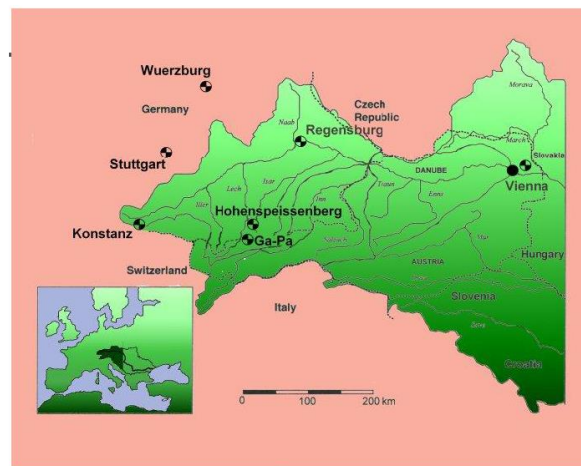 Wuerzburg
Germany
Czech
Republic
Morava
Naab
Regensburg
March
Stuttgart
Slovakia
DANUBE
Vienna
Lech
Isar
Inn
Traun
Enns
Iller
Hohenspeissenberg
Konstanz
Ga-Pa
Salzach
Mur
Hungary
Switzerland
AUSTRIA
Italy
Slovenia
Croatia
0 100 200 km